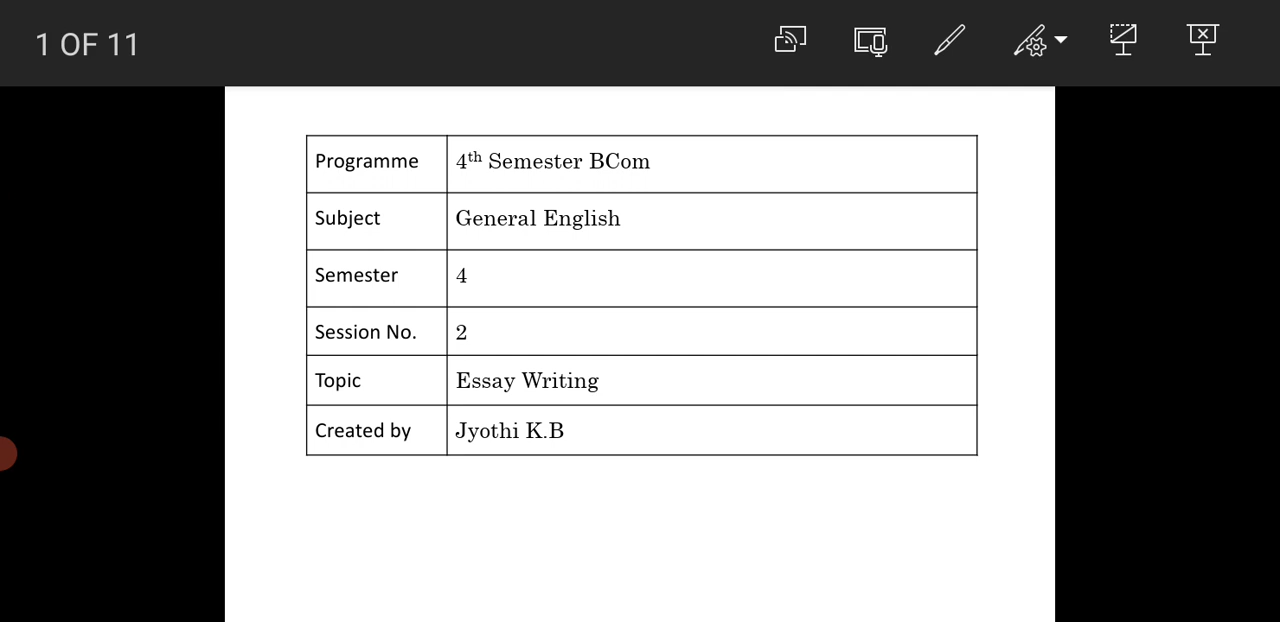 1 OF 11
Programme 4th Semester BCom
Subject General English
Semester 4
Session No. 2
Topic Essay Writing
Created by Jyothi K.B